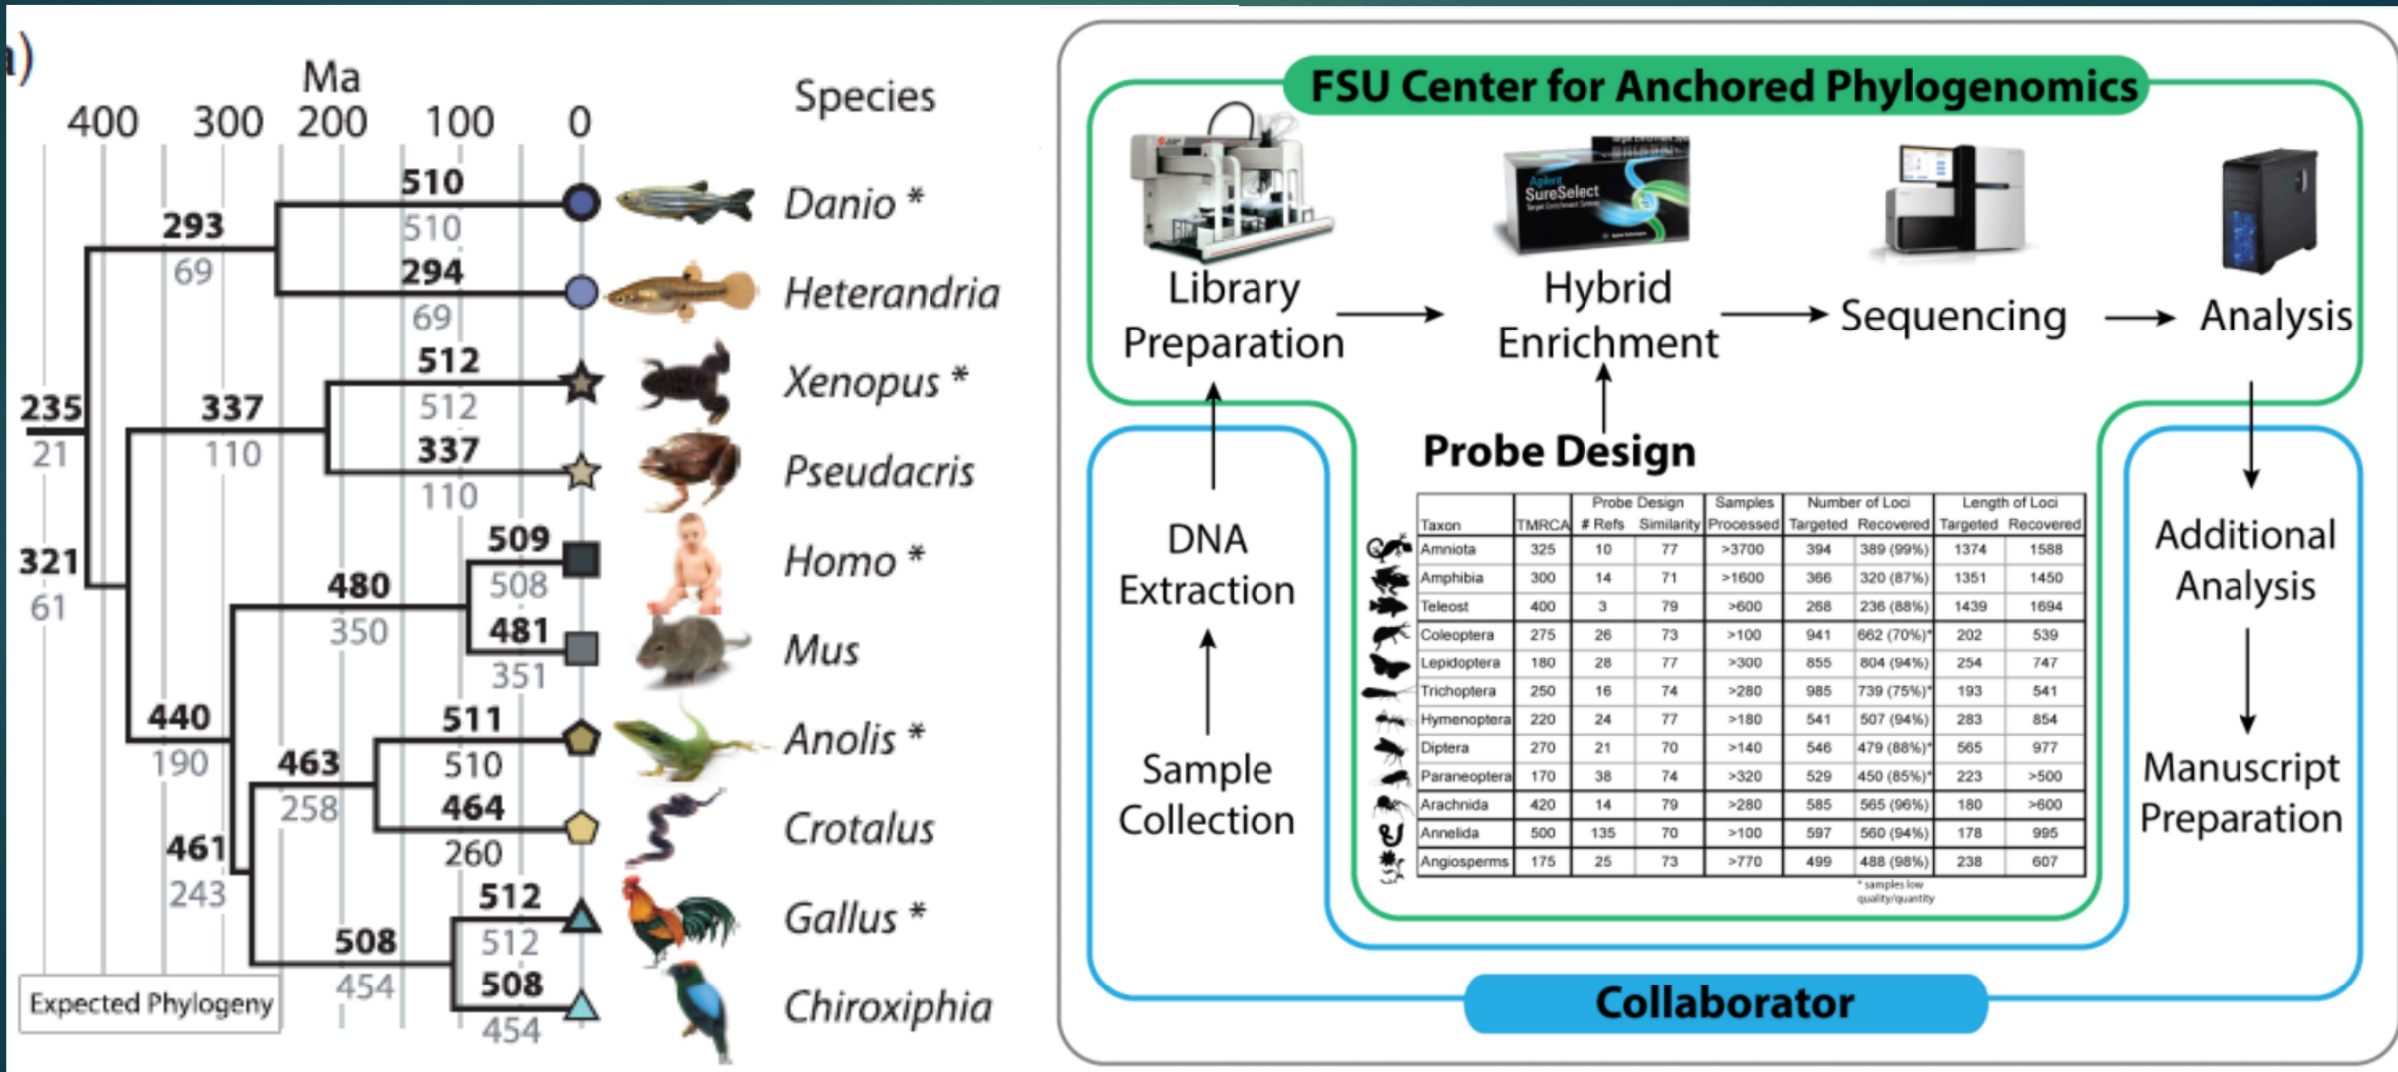 a)
Ma
400 300 200 100 0
Species
510
510
Danio *
293
69
294
69
Heterandria
512
512
Xenopus *
235
21
337
110
337
110
Pseudacris
509
508
Homo *
321
61
480
350
481
351
Mus
440
190
511
510
Anolis *
463
258
464
260
Crotalus
461
243
512
512
Gallus *
508
454
508
454
Chiroxiphia
Expected Phylogeny
FSU Center for Anchored Phylogenomics
Agilent
SureSelect
Target Enrichment System
Agilent Technologies
Library
Preparation
Hybrid
Enrichment
Sequencing
Analysis
Probe Design
DNA
Extraction
Sample
Collection
Probe Design Samples Number of Loci Length of Loci
Taxon TMRCA # Refs Similarity Processed Targeted Recovered Targeted Recovered
Amniota 325 10 77 >3700 394 389 (99%) 1374 1588
Amphibia 300 14 71 >1600 366 320 (87%) 1351 1450
Teleost 400 3 79 >600 268 236 (88%) 1439 1694
Coleoptera 275 26 73 >100 941 662 (70%)* 202 539
Lepidoptera 180 28 77 >300 855 804 (94%) 254 747
Trichoptera 250 16 74 >280 985 739 (75%)* 193 541
Hymenoptera 220 24 77 >180 541 507 (94%) 283 854
Diptera 270 21 70 >140 546 479 (88%)* 565 977
Paraneoptera 170 38 74 >320 529 450 (85%)* 223 >500
Arachnida 420 14 79 >280 585 565 (96%) 180 >600
Annelida 500 135 70 >100 597 560 (94%) 178 995
Angiosperms 175 25 73 >770 499 488 (98%) 238 607
* samples low
quality/quantity
Additional
Analysis
Manuscript
Preparation
Collaborator